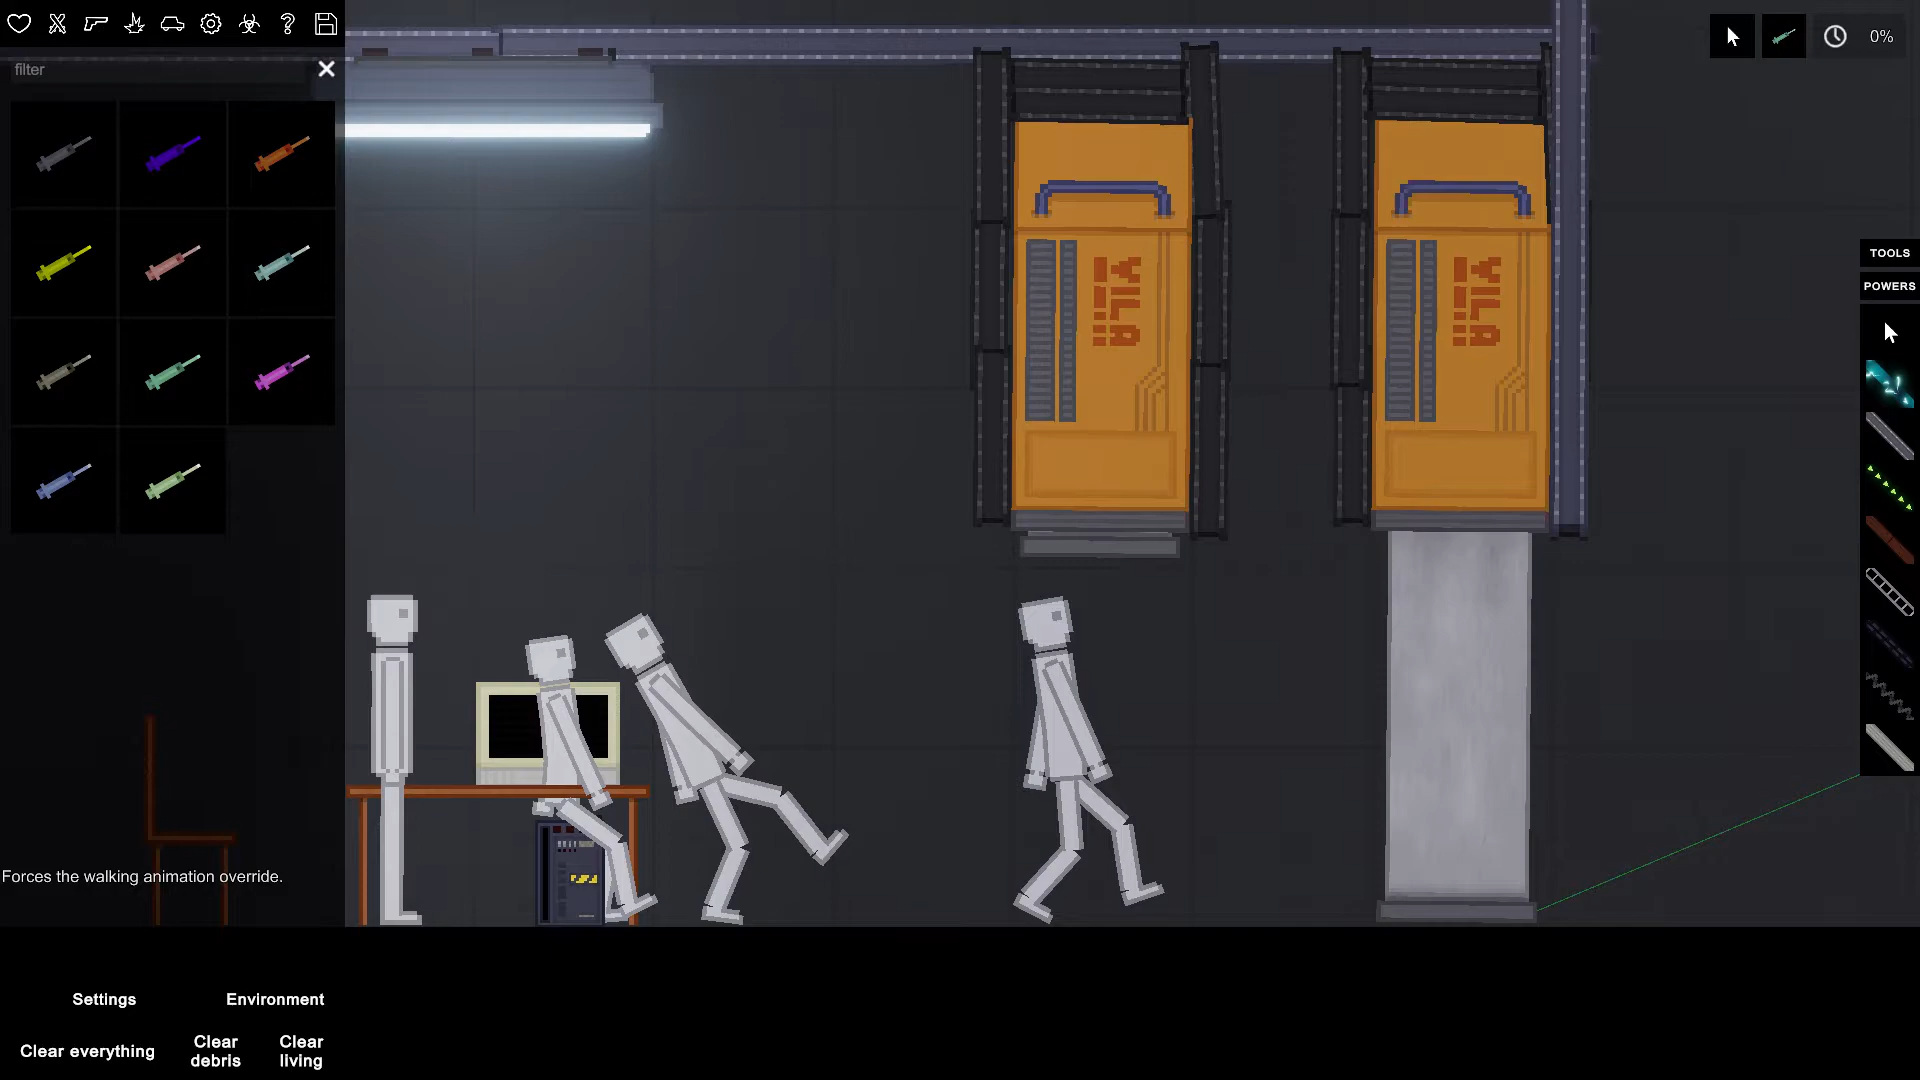 filter
0%
TOOLS
POWERS
Forces the walking animation override.
Settings
Environment
Clear everything
Clear
debris
Clear
living